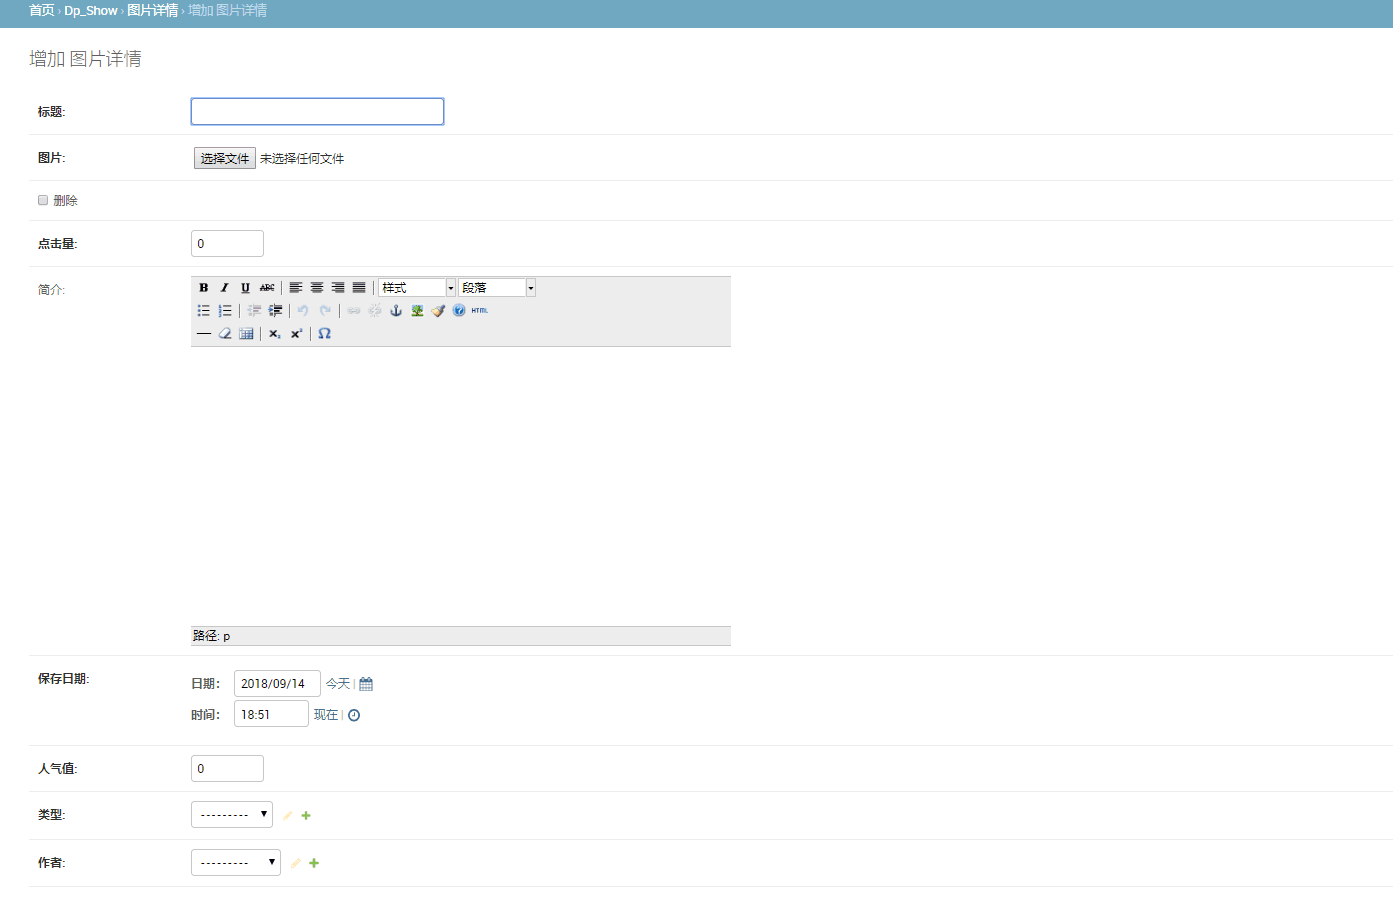 首页 › Dp_Show › 图片详情 › 增加 图片详情
增加 图片详情
标题:
图片: 选择文件 未选择任何文件
删除
点击量: 0
简介: B I U ABC 样式 段落
HTML
x₂ x² Ω
路径: p
保存日期: 日期: 2018/09/14 今天 |
时间: 18:51 现在 |
人气值: 0
类型: ---------
作者: ---------